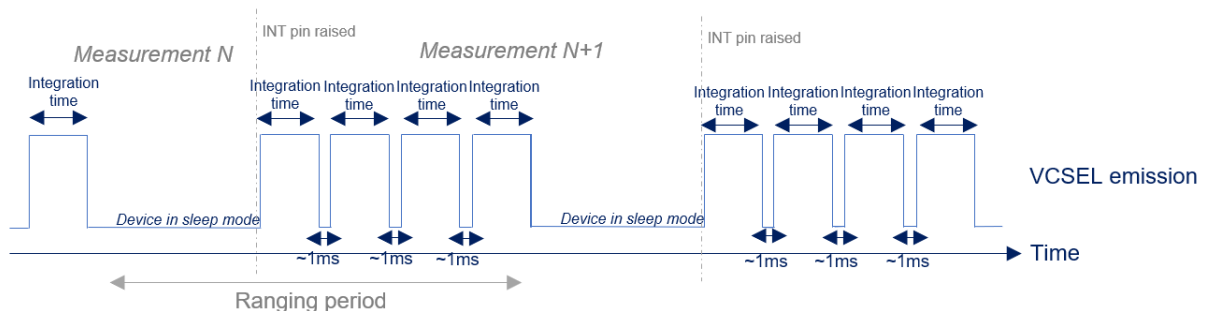 INT pin raised
INT pin raised
Measurement N
Measurement N+1
Integration
time
Integration
time
Integration
time
Integration
time
Integration
time
Integration
time
Integration
time
Integration
time
Integration
time
VCSEL emission
Device in sleep mode
Device in sleep mode
~1ms
~1ms
~1ms
~1ms
~1ms
~1ms
Time
Ranging period